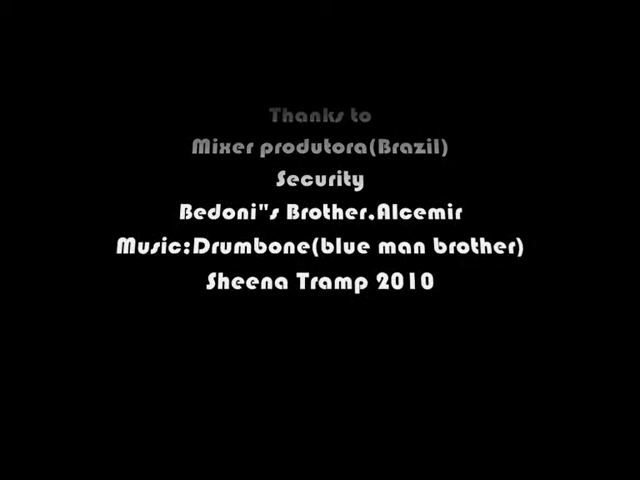 Thanks to
Mixer produtora(Brazil)
Security
Bedoni"s Brother.Alcemir
Music:Drumbone(blue man brother)
Sheena Tramp 2010